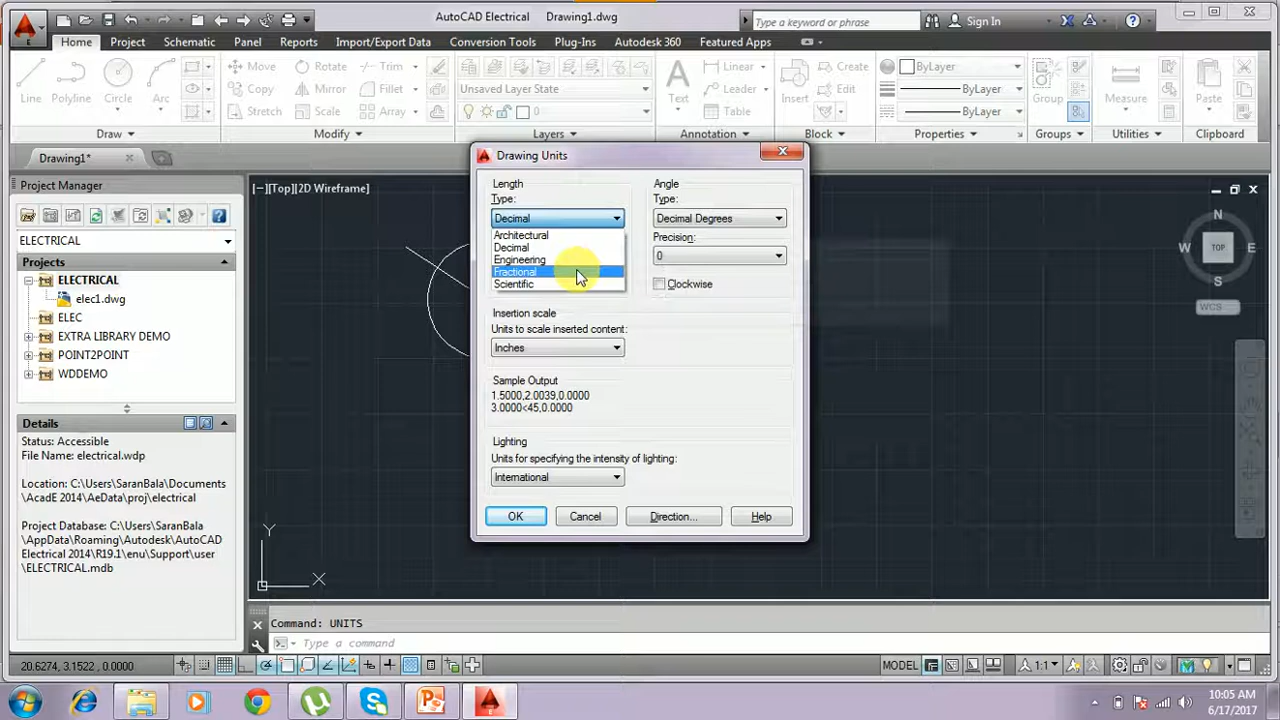 AutoCAD Electrical Drawing1.dwg
Type a keyword or phrase
Sign In
Home Project Schematic Panel Reports Import/Export Data Conversion Tools Plug-Ins Autodesk 360 Featured Apps
E
Line Polyline Circle Arc
Move Rotate Trim
Copy Mirror Fillet
Stretch Scale Array
Unsaved Layer State
0
Text
Linear
Leader
Table
Insert
Create
Edit
ByLayer
ByLayer
ByLayer
Group Measure Paste
Draw Modify Layers Annotation Block Properties Groups Utilities Clipboard
Drawing1*
Project Manager
ELECTRICAL
Projects
ELECTRICAL
elec1.dwg
ELEC
EXTRA LIBRARY DEMO
POINT2POINT
WDDEMO
Details
Status: Accessible
File Name: electrical.wdp
Location: C:\Users\SaranBala
\Documents\AcadE 2014\AeData\proj\electrical
Project Database: C:\Users\SaranBala
\AppData\Roaming\Autodesk\AutoCAD
Electrical 2014\R19.1\enu\Support\user
\ELECTRICAL.mdb
[−][Top][2D Wireframe]
Drawing Units
Length
Type:
Decimal
Architectural
Decimal
Engineering
Fractional
Scientific
Angle
Type:
Decimal Degrees
Precision:
0
Clockwise
Insertion scale
Units to scale inserted content:
Inches
Sample Output
1.5000,2.0039,0.0000
3.0000<45,0.0000
Lighting
Units for specifying the intensity of lighting:
International
OK Cancel Direction... Help
N
W TOP E
S
WCS
Y
X
Command: UNITS
Type a command
20.6274, 3.1522, 0.0000
MODEL
1:1
10:05 AM
6/17/2017